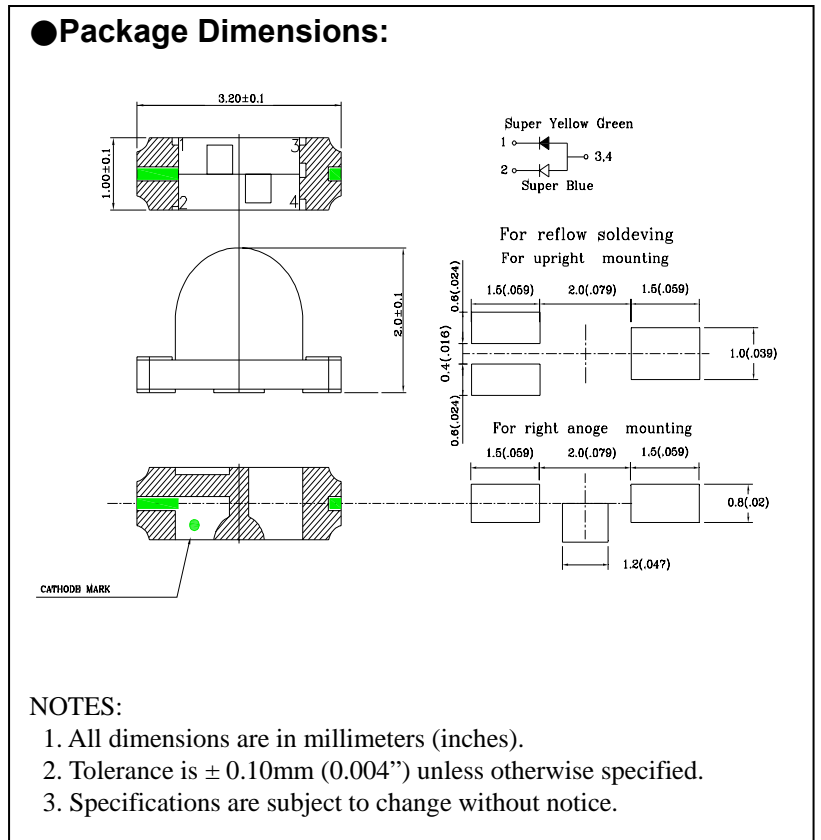 ●Package Dimensions:
3.20±0.1
1.00±0.1
1
3
2
4
Super Yellow Green
1
3,4
2
Super Blue
2.0±0.1
For reflow soldeving
For upright mounting
1.5(.059) 2.0(.079) 1.5(.059)
0.6(.024)
0.4(.016)
0.6(.024)
1.0(.039)
For right anoge mounting
1.5(.059) 2.0(.079) 1.5(.059)
0.8(.02)
1.2(.047)
CATHODB MARK
NOTES:
1. All dimensions are in millimeters (inches).
2. Tolerance is ± 0.10mm (0.004”) unless otherwise specified.
3. Specifications are subject to change without notice.